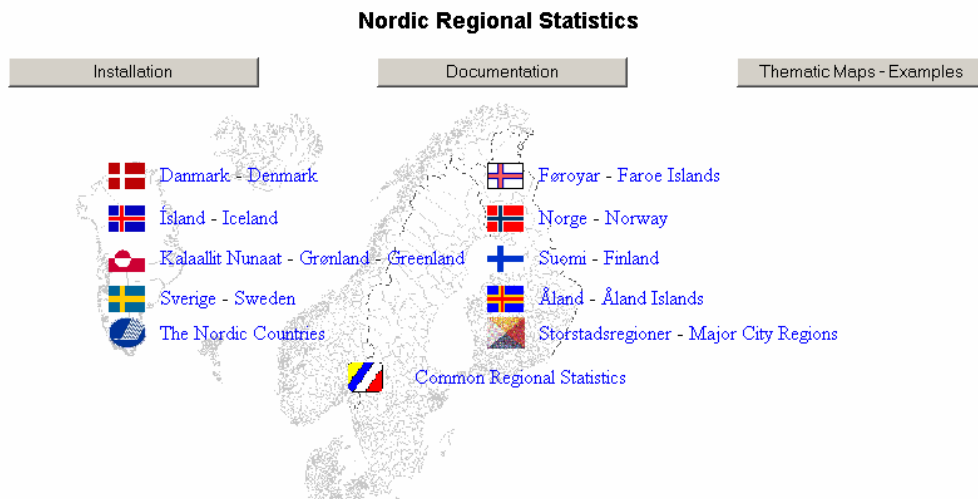 Nordic Regional Statistics
Installation
Documentation
Thematic Maps - Examples
Danmark - Denmark
Føroyar - Faroe Islands
Ísland - Iceland
Norge - Norway
Kalaallit Nunaat - Grønland - Greenland
Suomi - Finland
Sverige - Sweden
Åland - Åland Islands
The Nordic Countries
Storstadsregioner - Major City Regions
Common Regional Statistics